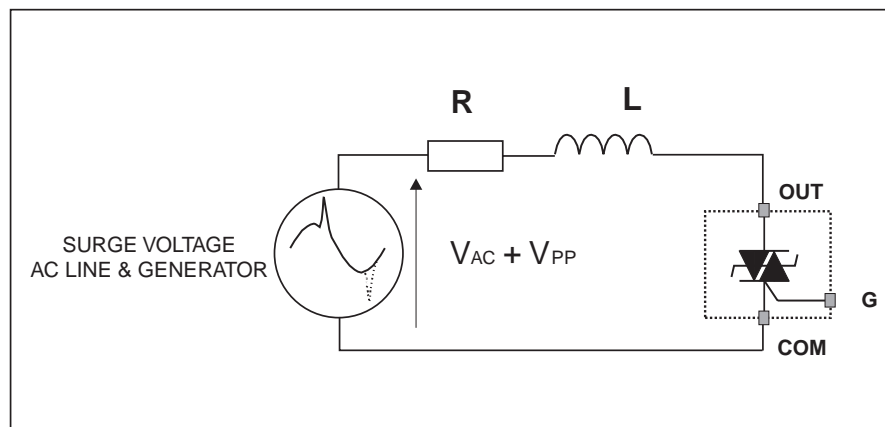 R
L
OUT
SURGE VOLTAGE
AC LINE & GENERATOR
VAC + VPP
G
COM